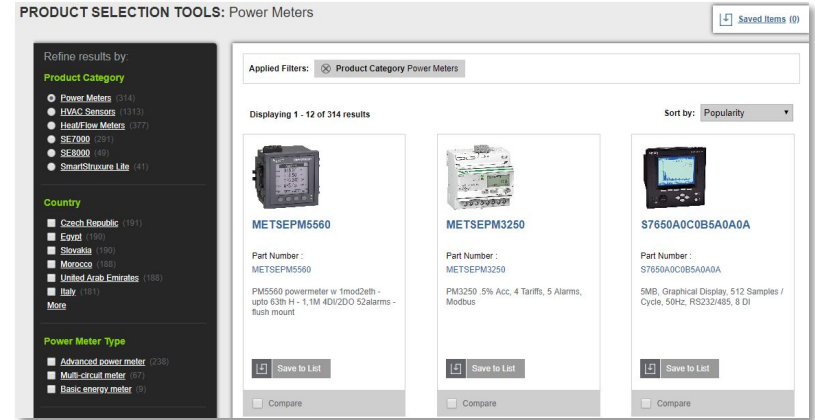 PRODUCT SELECTION TOOLS: Power Meters
Saved Items (0)
Refine results by:
Product Category
Power Meters (314)
HVAC Sensors (1313)
Heat/Flow Meters (377)
SE7000 (291)
SE8000 (49)
SmartStruxure Lite (41)
Country
Czech Republic (191)
Egypt (190)
Slovakia (190)
Morocco (188)
United Arab Emirates (188)
Italy (181)
More
Power Meter Type
Advanced power meter (238)
Multi-circuit meter (67)
Basic energy meter (9)
Applied Filters: Product Category Power Meters
Displaying 1 - 12 of 314 results
Sort by: Popularity
METSEPM5560
Part Number :
METSEPM5560
PM5560 powermeter w 1mod2eth -
upto 63th H - 1,1M 4DI/2DO 52alarms -
flush mount
Save to List
Compare
METSEPM3250
Part Number :
METSEPM3250
PM3250 .5% Acc, 4 Tariffs, 5 Alarms,
Modbus
Save to List
Compare
S7650A0C0B5A0A0A
Part Number :
S7650A0C0B5A0A0A
5MB, Graphical Display, 512 Samples /
Cycle, 50Hz, RS232/485, 8 DI
Save to List
Compare